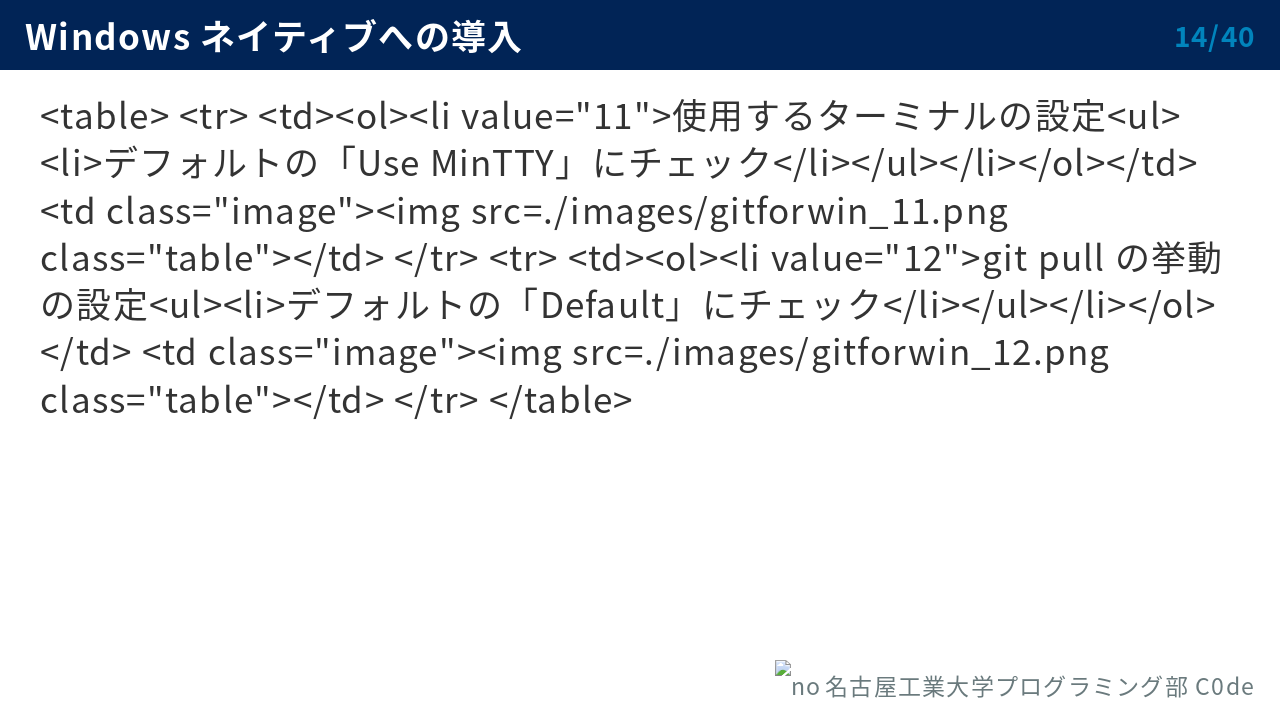 Windows ネイティブへの導入
14/40
<table> <tr> <td><ol><li value="11">使用するターミナルの設定<ul>
<li>デフォルトの「Use MinTTY」にチェック</li></ul></li></ol></td>
<td class="image"><img src=./images/gitforwin_11.png
class="table"></td> </tr> <tr> <td><ol><li value="12">git pull の挙動
の設定<ul><li>デフォルトの「Default」にチェック</li></ul></li></ol>
</td> <td class="image"><img src=./images/gitforwin_12.png
class="table"></td> </tr> </table>
no 名古屋工業大学プログラミング部 C0de